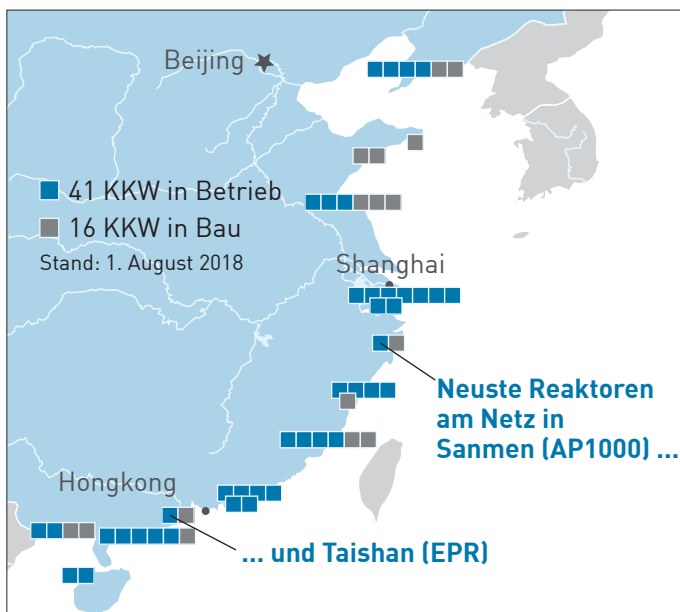 Beijing
41 KKW in Betrieb
16 KKW in Bau
Stand: 1. August 2018
Shanghai
Neuste Reaktoren
am Netz in
Sanmen (AP1000) ...
Hongkong
... und Taishan (EPR)